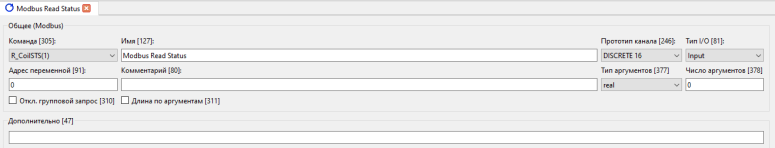 Modbus Read Status
Общее (Modbus)
Команда [305]: Имя [127]: Прототип канала [246]: Тип I/O [81]:
R_CoilSTS(1) Modbus Read Status DISCRETE 16 Input
Адрес переменной [91]: Комментарий [80]: Тип аргументов [377] Число аргументов [378]
0 real 0
Откл. групповой запрос [310] Длина по аргументам [311]
Дополнительно [47]